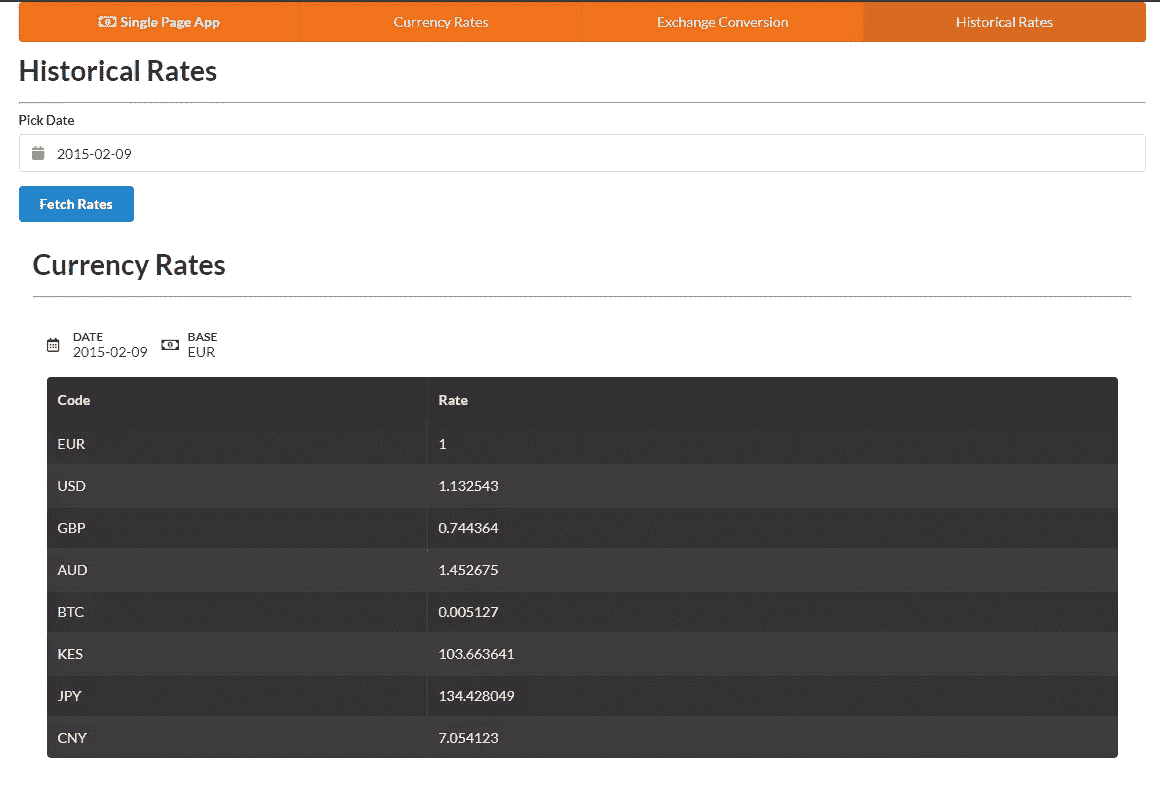 Single Page App Currency Rates Exchange Conversion Historical Rates
Historical Rates
Pick Date
2015-02-09
Fetch Rates
Currency Rates
DATE BASE
2015-02-09 EUR
Code Rate
EUR 1
USD 1.132543
GBP 0.744364
AUD 1.452675
BTC 0.005127
KES 103.663641
JPY 134.428049
CNY 7.054123